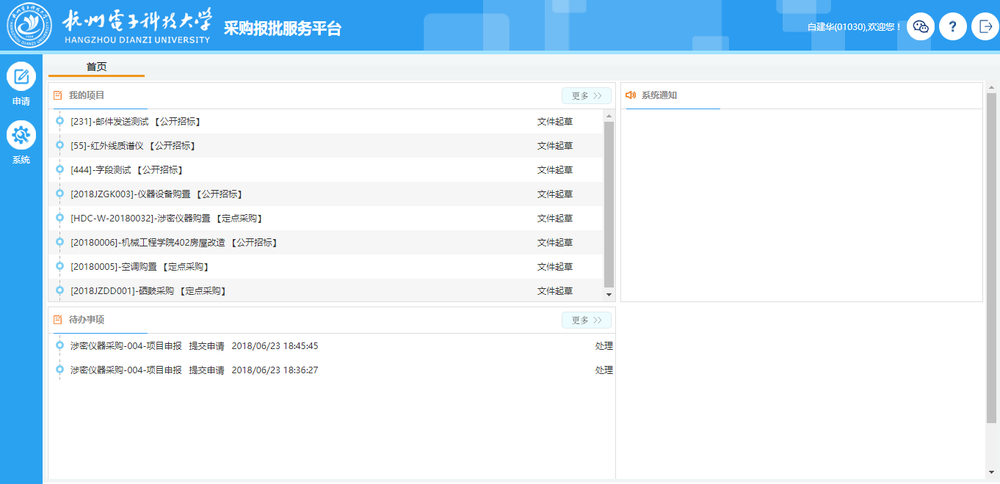 杭州电子科技大学
HANGZHOU DIANZI UNIVERSITY
采购报批服务平台
白建华(01030),欢迎您！
?
申请
系统
首页
我的项目
更多 >>
[231]-邮件发送测试 【公开招标】 文件起草
[55]-红外线质谱仪 【公开招标】 文件起草
[444]-字段测试 【公开招标】 文件起草
[2018JZGK003]-仪器设备购置 【公开招标】 文件起草
[HDC-W-20180032]-涉密仪器购置 【定点采购】 文件起草
[20180006]-机械工程学院402房屋改造 【公开招标】 文件起草
[20180005]-空调购置 【定点采购】 文件起草
[2018JZDD001]-硒鼓采购 【定点采购】 文件起草
系统通知
待办事项
更多 >>
涉密仪器采购-004-项目申报 提交申请 2018/06/23 18:45:45 处理
涉密仪器采购-004-项目申报 提交申请 2018/06/23 18:36:27 处理